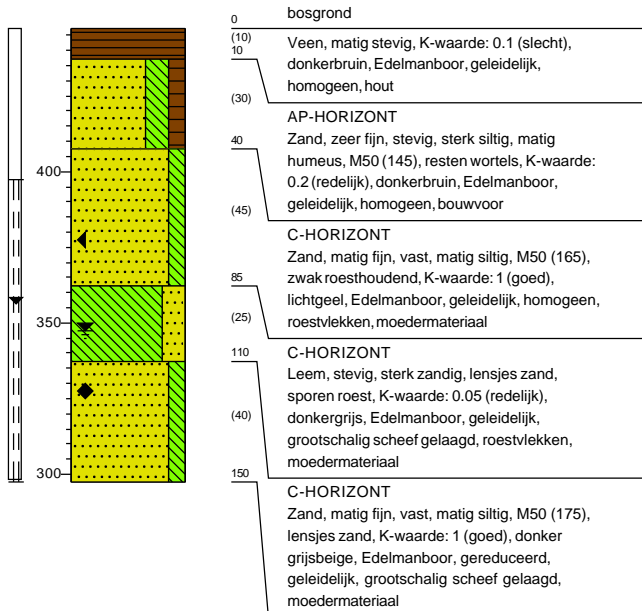 0
bosgrond
(10)
10
Veen, matig stevig, K-waarde: 0.1 (slecht),
donkerbruin, Edelmanboor, geleidelijk,
homogeen, hout
(30)
40
AP-HORIZONT
Zand, zeer fijn, stevig, sterk siltig, matig
humeus, M50 (145), resten wortels, K-waarde:
0.2 (redelijk), donkerbruin, Edelmanboor,
geleidelijk, homogeen, bouwvoor
400
(45)
85
C-HORIZONT
Zand, matig fijn, vast, matig siltig, M50 (165),
zwak roesthoudend, K-waarde: 1 (goed),
lichtgeel, Edelmanboor, geleidelijk, homogeen,
roestvlekken, moedermateriaal
350
(25)
110
C-HORIZONT
Leem, stevig, sterk zandig, lensjes zand,
sporen roest, K-waarde: 0.05 (redelijk),
donkergrijs, Edelmanboor, geleidelijk,
grootschalig scheef gelaagd, roestvlekken,
moedermateriaal
(40)
300
150
C-HORIZONT
Zand, matig fijn, vast, matig siltig, M50 (175),
lensjes zand, K-waarde: 1 (goed), donker
grijsbeige, Edelmanboor, gereduceerd,
geleidelijk, grootschalig scheef gelaagd,
moedermateriaal